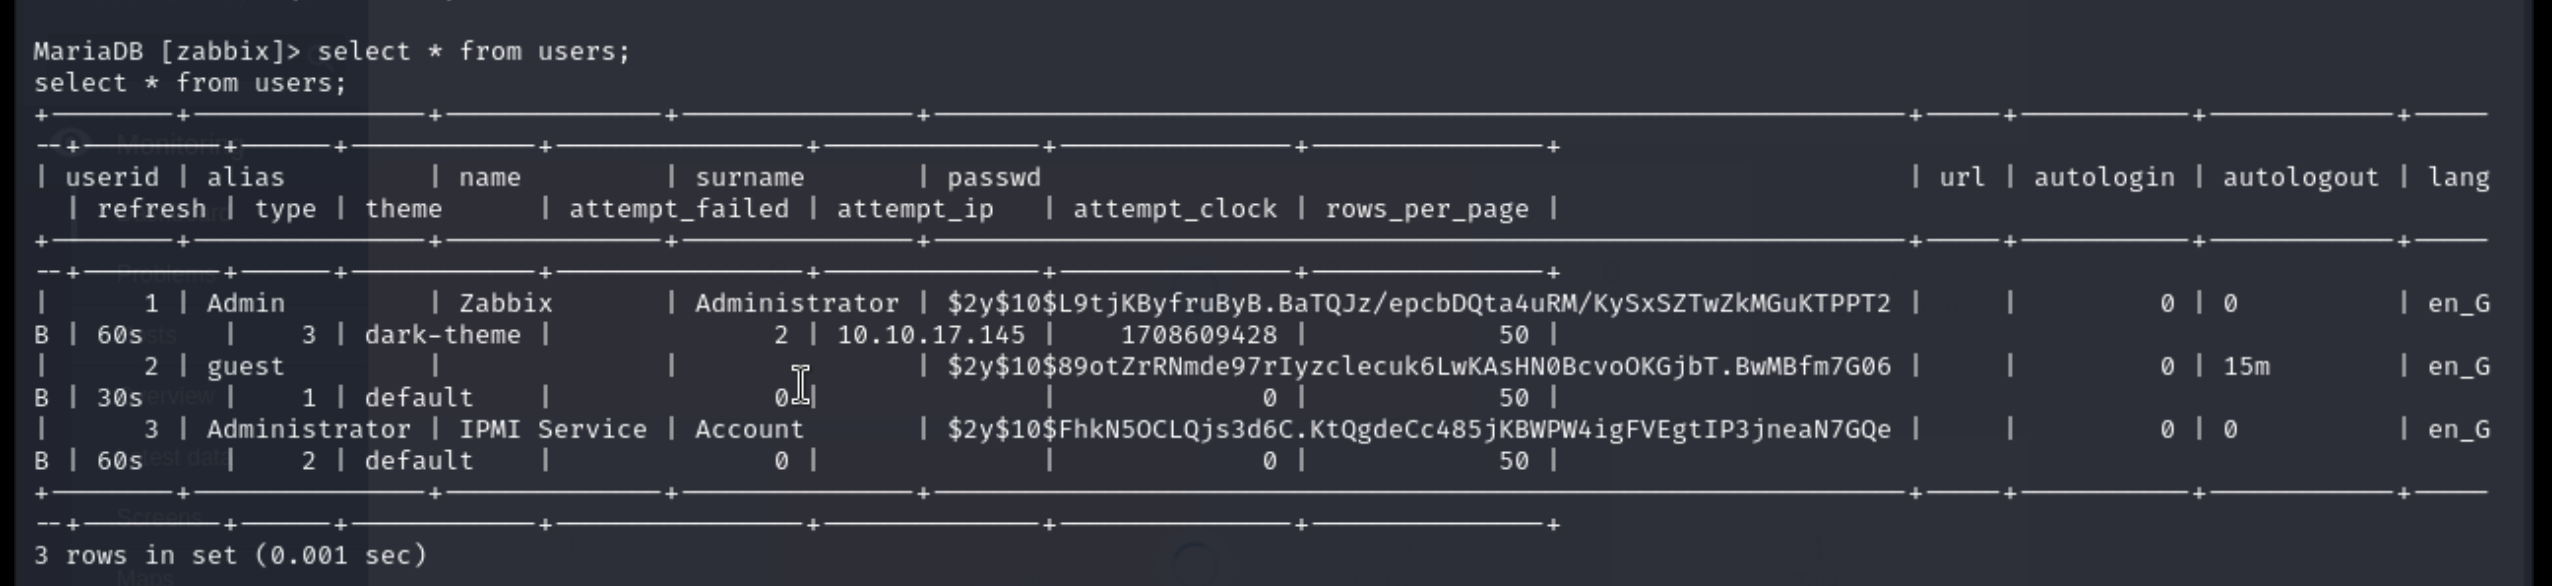 MariaDB [zabbix]> select * from users;
select * from users;
| userid | alias | name | surname | passwd | url | autologin | autologout | lang
| refresh | type | theme | attempt_failed | attempt_ip | attempt_clock | rows_per_page |
| 1 | Admin | Zabbix | Administrator | $2y$10$L9tjKByfruByB.BaTQJz/epcbDQta4uRM/KySxSZTwZkMGuKTPPT2 | | 0 | 0 | en_G
B | 60s | 3 | dark-theme | 2 | 10.10.17.145 | 1708609428 | 50 |
| 2 | guest | | | $2y$10$89otZrRNmde97rIyzclecuk6LwKAsHN0BcvoOKGjbT.BwMBfm7G06 | | 0 | 15m | en_G
B | 30s | 1 | default | 0 | | 0 | 50 |
| 3 | Administrator | IPMI Service | Account | $2y$10$FhkN5OCLQjs3d6C.KtQgdeCc485jKBWPW4igFVEgtIP3jneaN7GQe | | 0 | 0 | en_G
B | 60s | 2 | default | 0 | | 0 | 50 |
3 rows in set (0.001 sec)